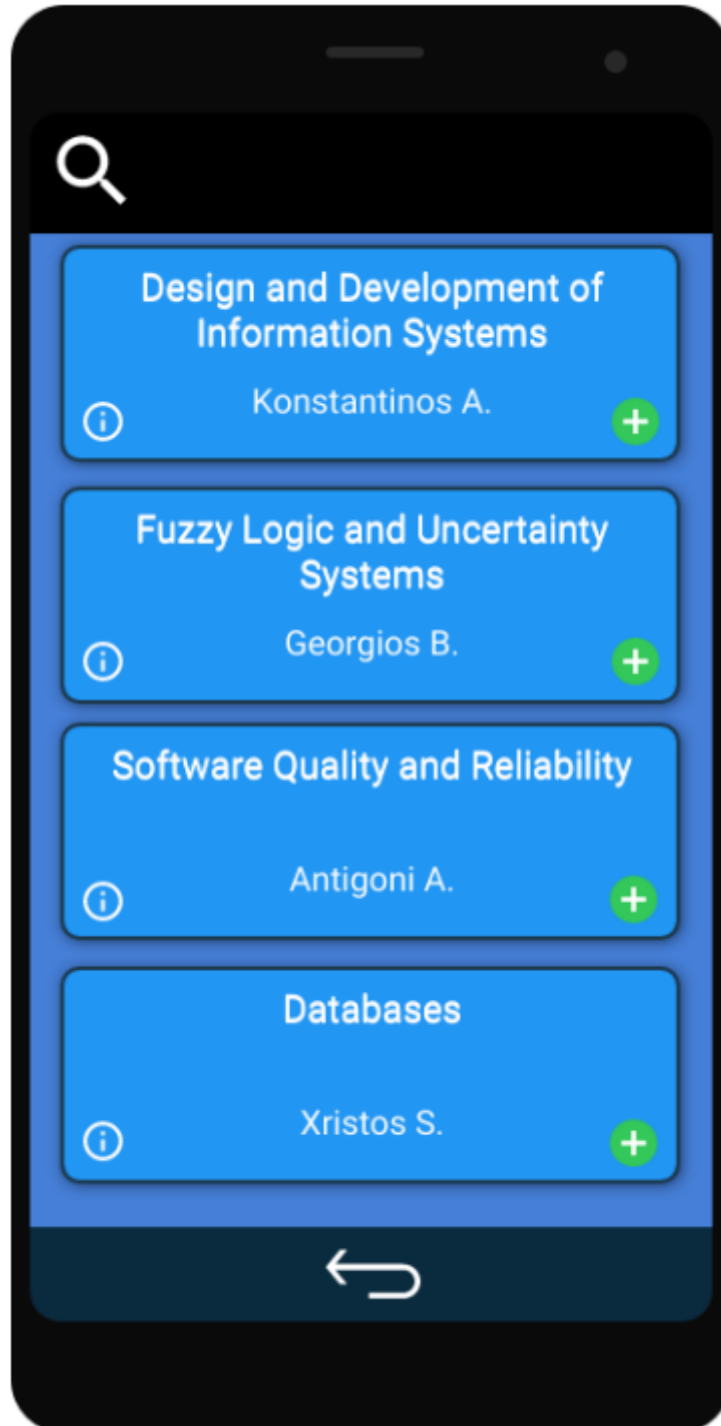 Design and Development of
Information Systems
Konstantinos A.
Fuzzy Logic and Uncertainty
Systems
Georgios B.
Software Quality and Reliability
Antigoni A.
Databases
Xristos S.